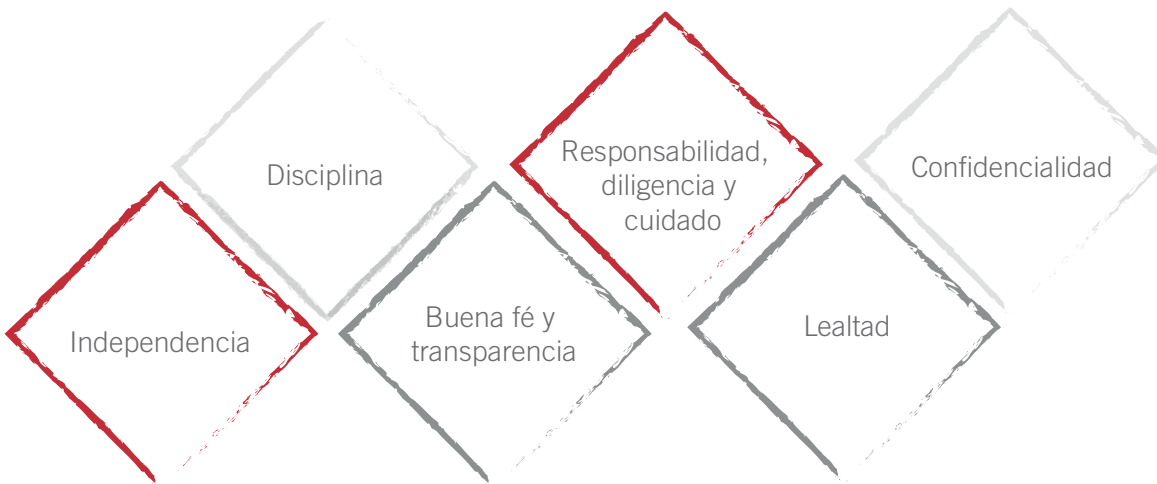 Independencia
Disciplina
Buena fé y
transparencia
Responsabilidad,
diligencia y
cuidado
Lealtad
Confidencialidad